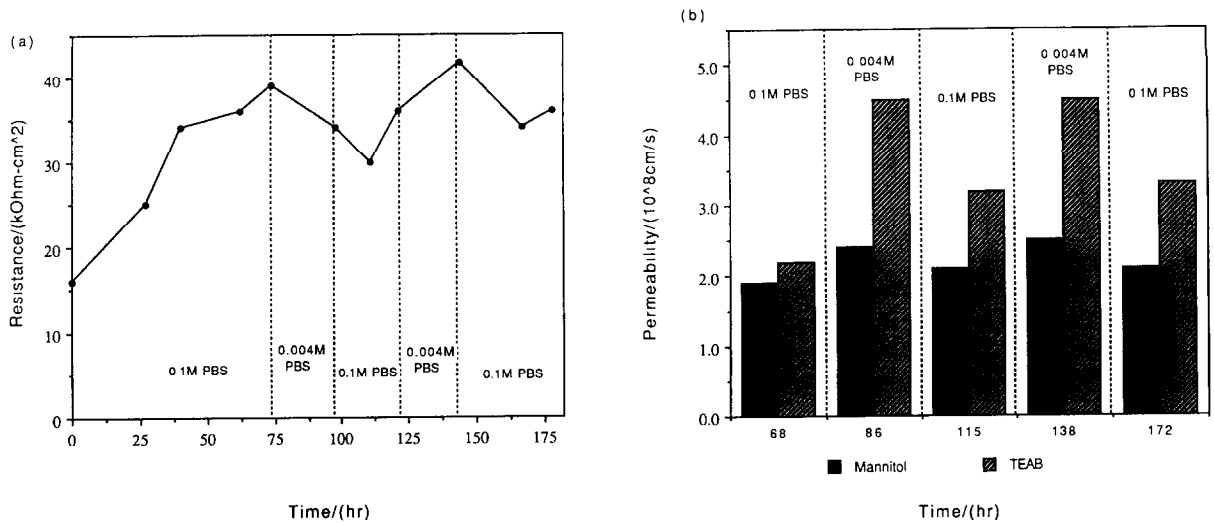 (a)
Resistance/(kOhm-cm^2)
40
30
20
10
0
0.1M PBS
0.004M
PBS
0.1M PBS
0.004M
PBS
0.1M PBS
0
25
50
75
100
125
150
175
Time/(hr)
(b)
Permeability/(10^8cm/s)
5.0
4.0
3.0
2.0
1.0
0.0
0.1M PBS
0.004M
PBS
0.1M PBS
0.004M
PBS
0.1M PBS
68
86
115
138
172
Mannitol
TEAB
Time/(hr)